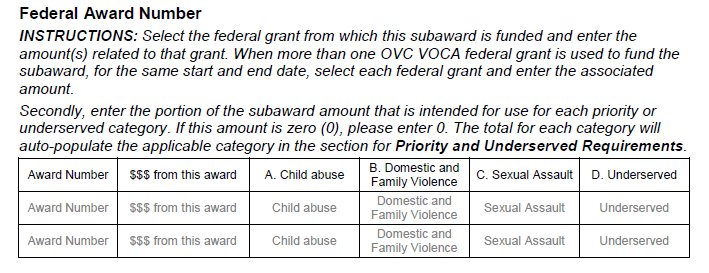 Federal Award Number
INSTRUCTIONS: Select the federal grant from which this subaward is funded and enter the
amount(s) related to that grant. When more than one OVC VOCA federal grant is used to fund the
subaward, for the same start and end date, select each federal grant and enter the associated
amount.
Secondly, enter the portion of the subaward amount that is intended for use for each priority or
underserved category. If this amount is zero (0), please enter 0. The total for each category will
auto-populate the applicable category in the section for Priority and Underserved Requirements.
Award Number $$$ from this award A. Child abuse B. Domestic and Family Violence C. Sexual Assault D. Underserved
Award Number $$$ from this award Child abuse Domestic and Family Violence Sexual Assault Underserved
Award Number $$$ from this award Child abuse Domestic and Family Violence Sexual Assault Underserved